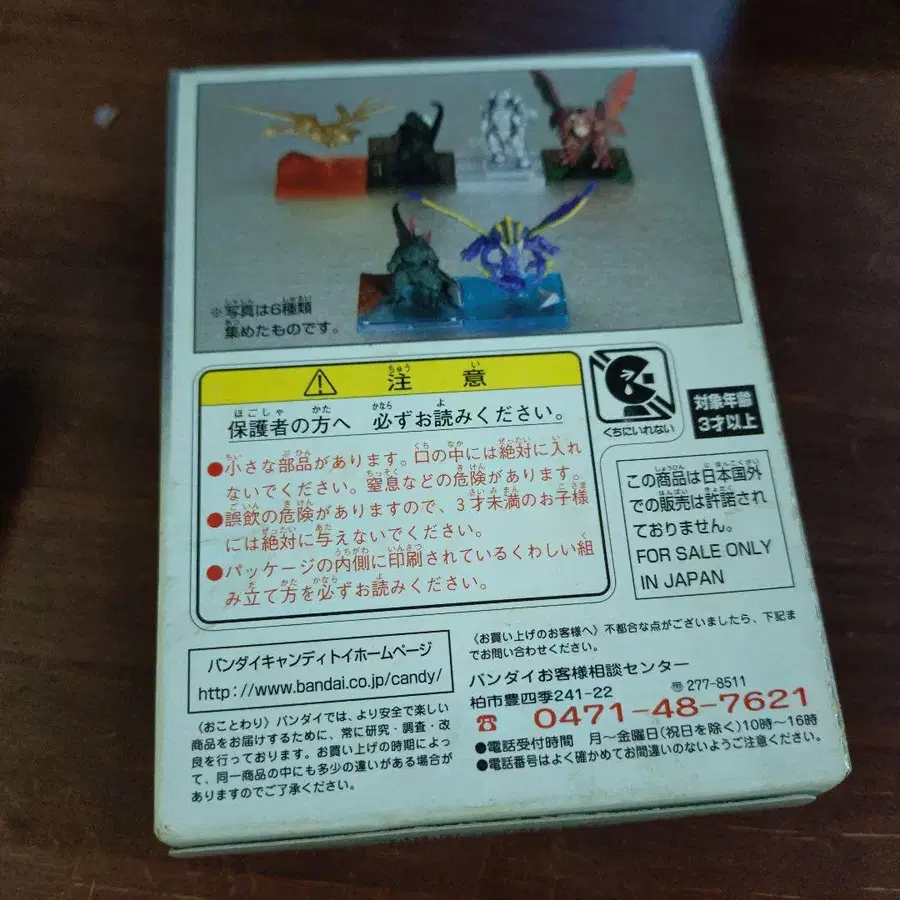 ※写真は6種類
集めたものです。
⚠ 注意
保護者の方へ 必ずお読みください。
●小さな部品があります。口の中には絶対に入れ
ないでください。窒息などの危険があります。
●誤飲の危険がありますので、3才未満のお子様
には絶対に与えないでください。
●パッケージの内側に印刷されているくわしい組
み立て方を必ずお読みください。
くちにいれない
対象年齢
3才以上
この商品は日本国外
での販売は許諾され
ておりません。
FOR SALE ONLY
IN JAPAN
バンダイキャンディトイホームページ
http://www.bandai.co.jp/candy/
《おことわり》バンダイでは、より安全で楽しい
商品をお届けするために、常に研究・調査・改
良を行っております。お買い上げの時期によっ
て、同一商品の中にも多少の違いがある場合が
ありますのでご了承ください。
《お買い上げのお客様へ》不都合な点がございましたら、下記ま
でお問い合わせください。
バンダイお客様相談センター
柏市豊四季241-22 〒277-8511
☎ 0471-48-7621
●電話受付時間 月～金曜日(祝日を除く)10時～16時
●電話番号はよく確かめてお間違いのないようご注意ください。